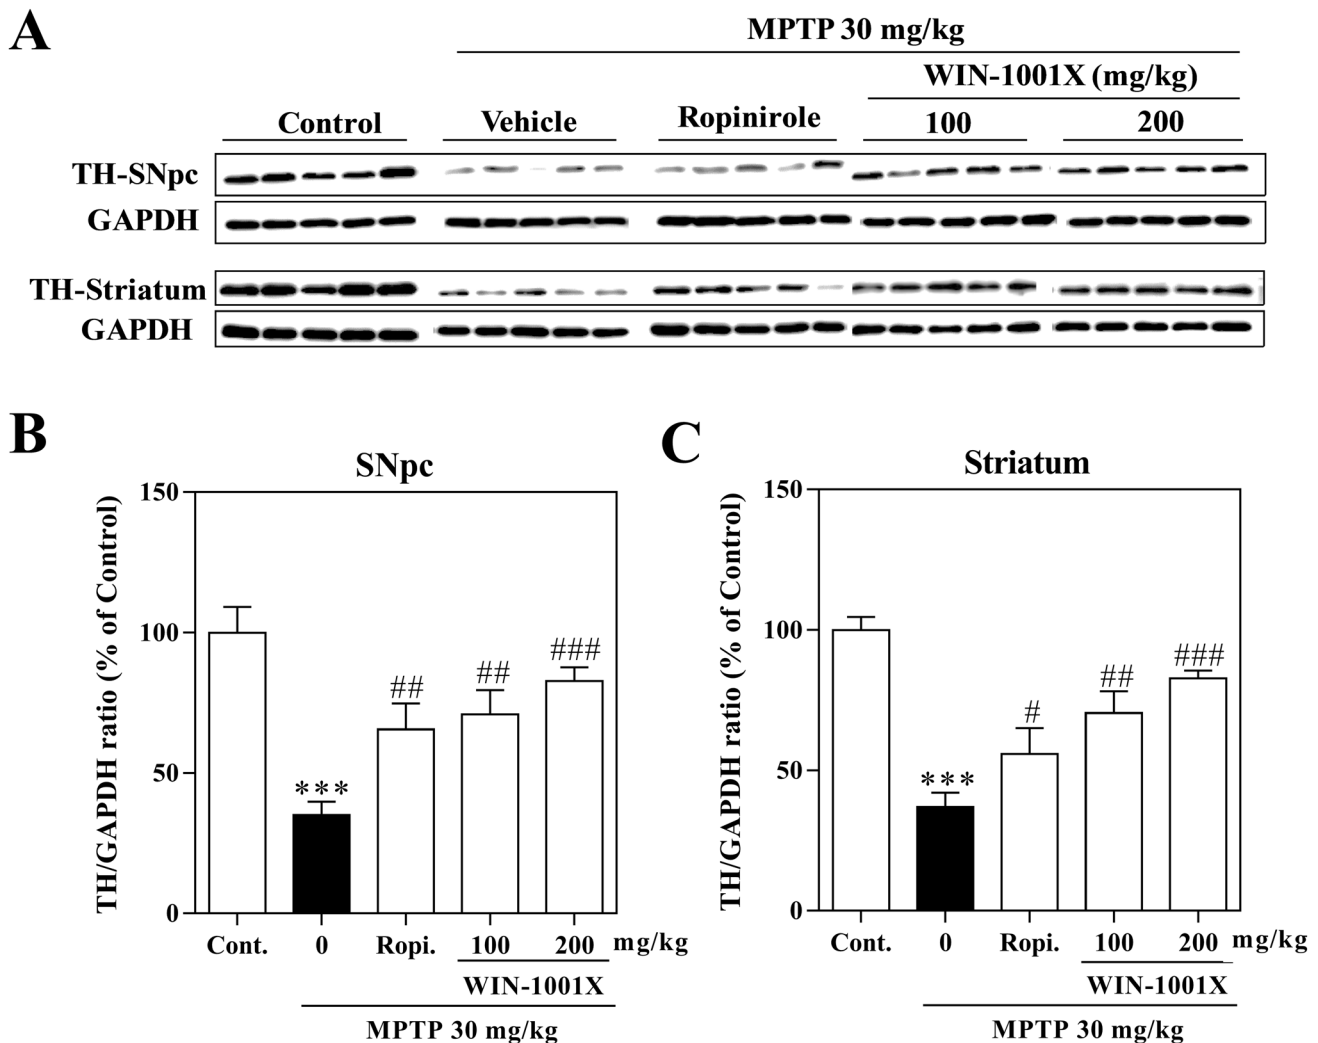 A
MPTP 30 mg/kg
WIN-1001X (mg/kg)
Control Vehicle Ropinirole 100 200
TH-SNpc
GAPDH
TH-Striatum
GAPDH
B
SNpc
TH/GAPDH ratio (% of Control)
150
100
50
0
***
##
##
###
Cont. 0 Ropi. 100 200 mg/kg
WIN-1001X
MPTP 30 mg/kg
C
Striatum
TH/GAPDH ratio (% of Control)
150
100
50
0
***
#
##
###
Cont. 0 Ropi. 100 200 mg/kg
WIN-1001X
MPTP 30 mg/kg